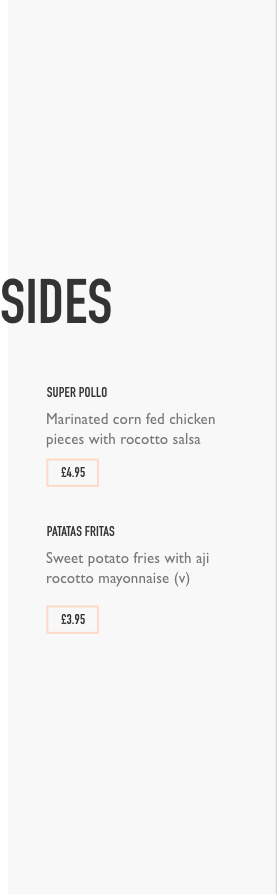 SIDES
SUPER POLLO
Marinated corn fed chicken
pieces with rocotto salsa
£4.95
PATATAS FRITAS
Sweet potato fries with aji
rocotto mayonnaise (v)
£3.95